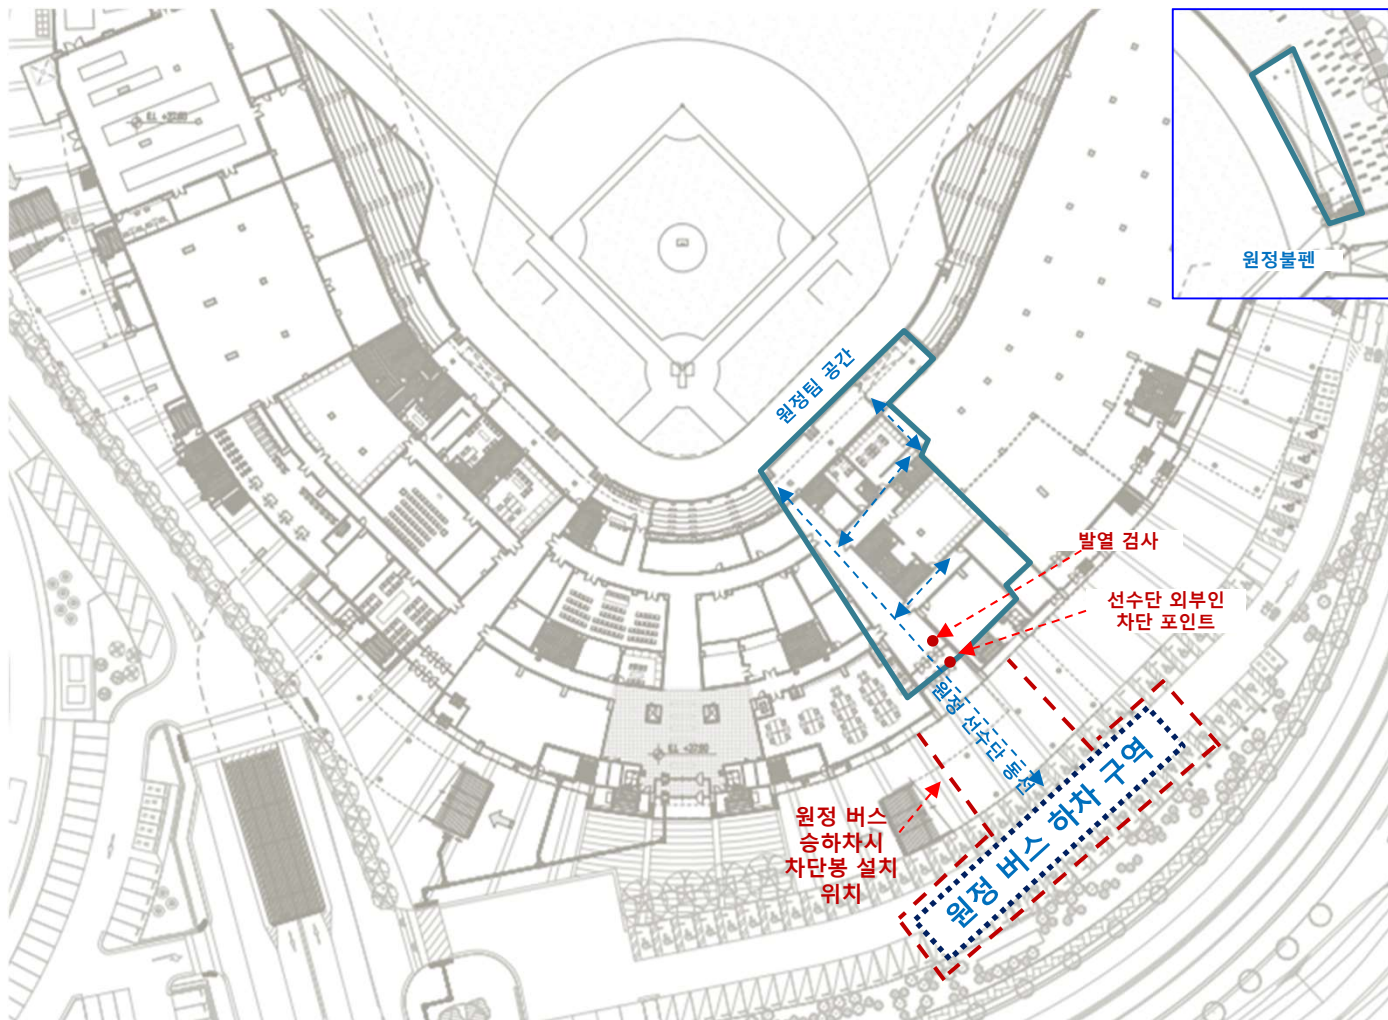 원정불펜
원정팀 공간
발열 검사
선수단 외부인
차단 포인트
원정 선수단 동선
원정 버스
승하차시
차단봉 설치
위치
원정 버스 하차 구역